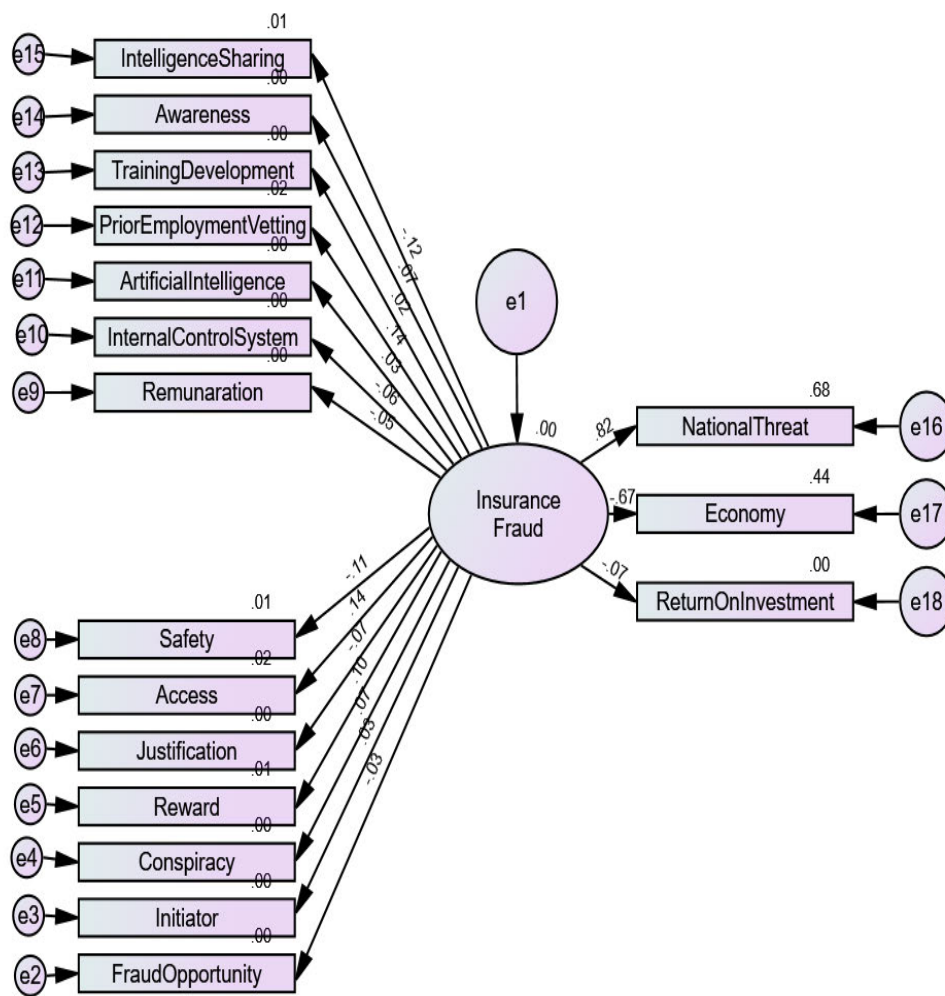 .01
e15
IntelligenceSharing
.00
e14
Awareness
.00
e13
TrainingDevelopment
.02
e12
PriorEmploymentVetting
.00
e11
ArtificialIntelligence
.00
e10
InternalControlSystem
.00
e9
Remunaration
-.12
.07
.02
.14
.03
-.06
-.05
e1
.00
Insurance
Fraud
.82
-.67
-.07
.68
NationalThreat
e16
.44
Economy
e17
.00
ReturnOnInvestment
e18
-.11
.14
-.07
.10
.07
.03
-.03
.01
e8
Safety
.02
e7
Access
.00
e6
Justification
.01
e5
Reward
.00
e4
Conspiracy
.00
e3
Initiator
.00
e2
FraudOpportunity